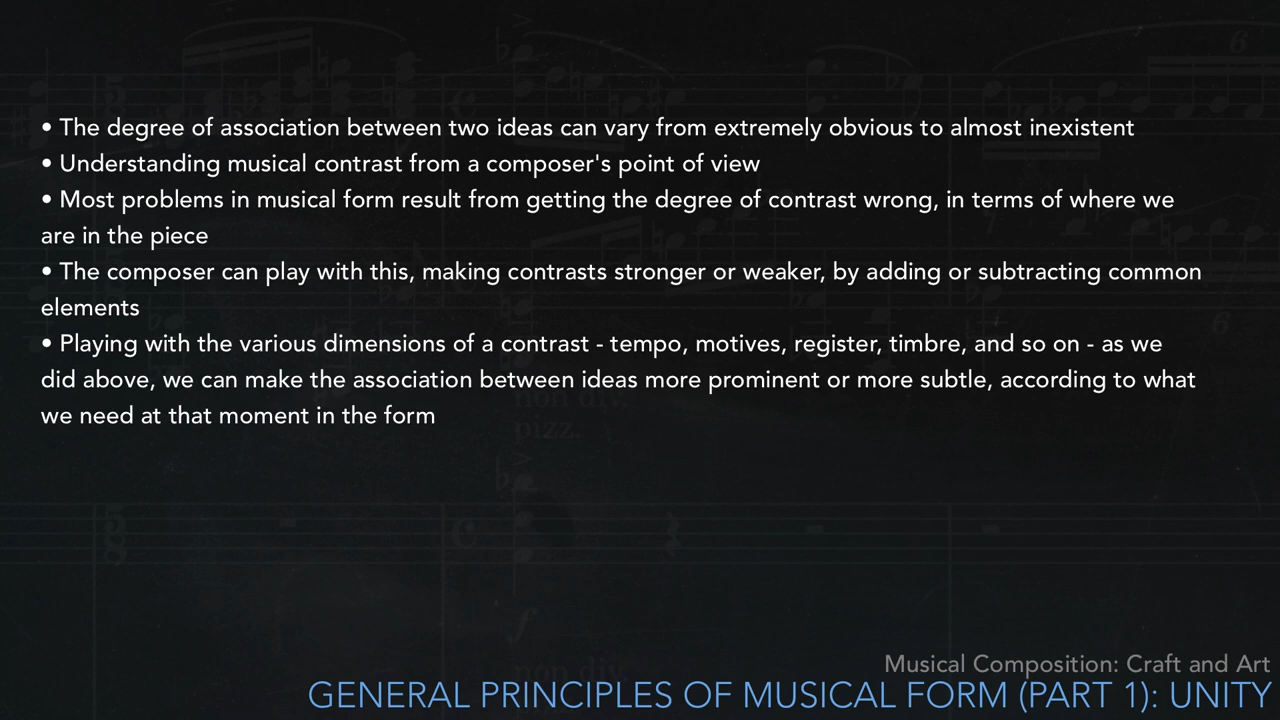 • The degree of association between two ideas can vary from extremely obvious to almost inexistent
• Understanding musical contrast from a composer's point of view
• Most problems in musical form result from getting the degree of contrast wrong, in terms of where we
are in the piece
• The composer can play with this, making contrasts stronger or weaker, by adding or subtracting common
elements
• Playing with the various dimensions of a contrast - tempo, motives, register, timbre, and so on - as we
did above, we can make the association between ideas more prominent or more subtle, according to what
we need at that moment in the form
non div.
pizz.
non div.
Musical Composition: Craft and Art
GENERAL PRINCIPLES OF MUSICAL FORM (PART 1): UNITY